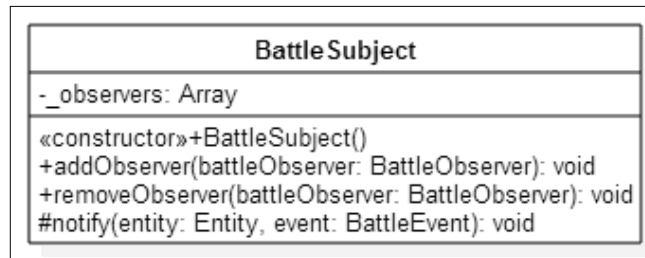 BattleSubject
-_observers: Array
«constructor»+BattleSubject()
+addObserver(battleObserver: BattleObserver): void
+removeObserver(battleObserver: BattleObserver): void
#notify(entity: Entity, event: BattleEvent): void